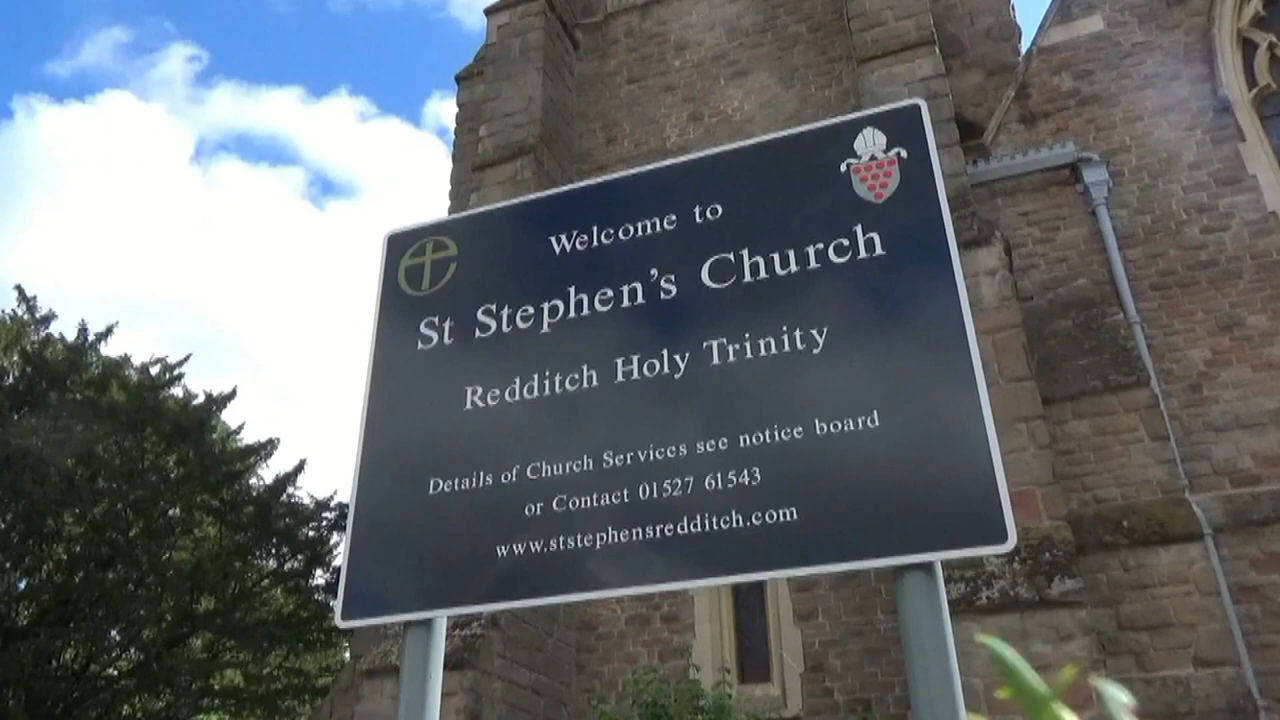 Welcome to
St Stephen's Church
Redditch Holy Trinity
Details of Church Services see notice board
or Contact 01527 61543
www.ststephensredditch.com